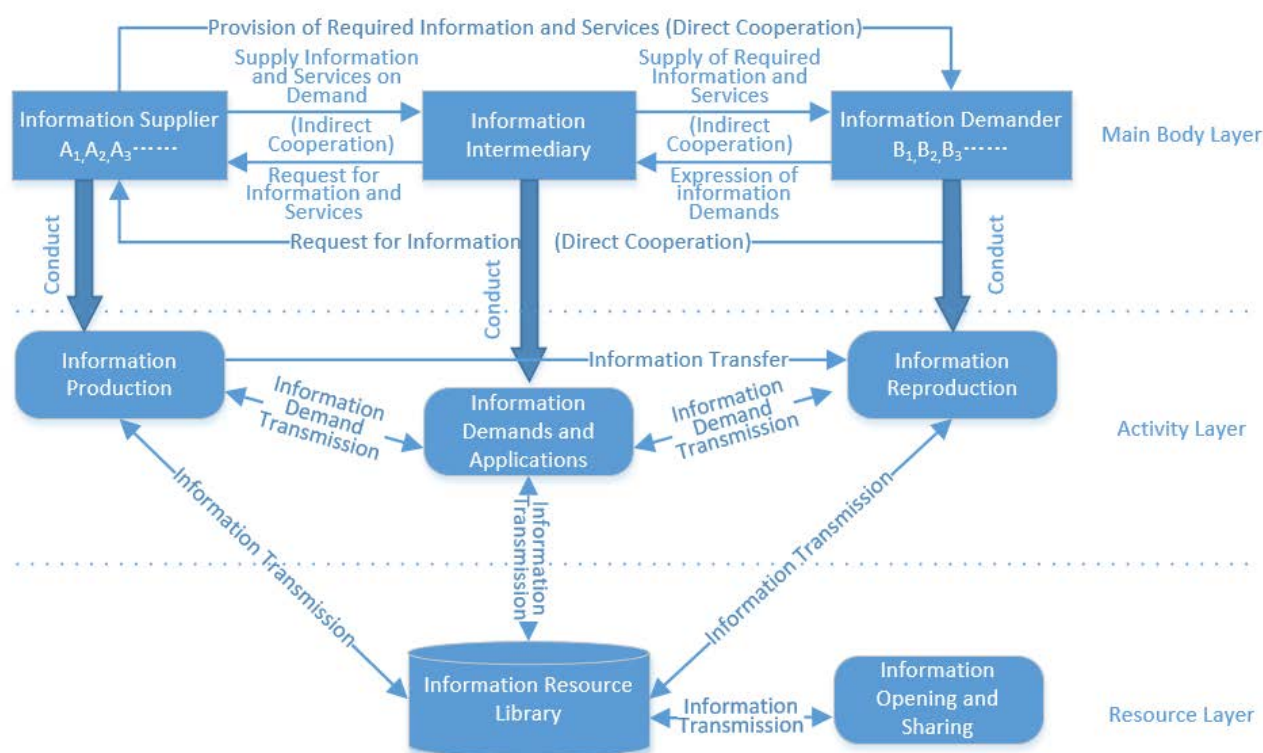 Provision of Required Information and Services (Direct Cooperation)
Supply Information
and Services on
Demand
(Indirect
Cooperation)
Request for
Information and
Services
Supply of Required
Information and
Services
(Indirect
Cooperation)
Expression of
information
Demands
Information Supplier
A1,A2,A3······
Information
Intermediary
Information Demander
B1,B2,B3······
Main Body Layer
Request for Information (Direct Cooperation)
Conduct
Conduct
Conduct
Information
Production
Information Transfer
Information
Reproduction
Information
Demand
Transmission
Information
Demands and
Applications
Information
Demand
Transmission
Activity Layer
Information Transmission
Information
Transmission
Information Transmission
Information Resource
Library
Information
Transmission
Information
Opening and
Sharing
Resource Layer